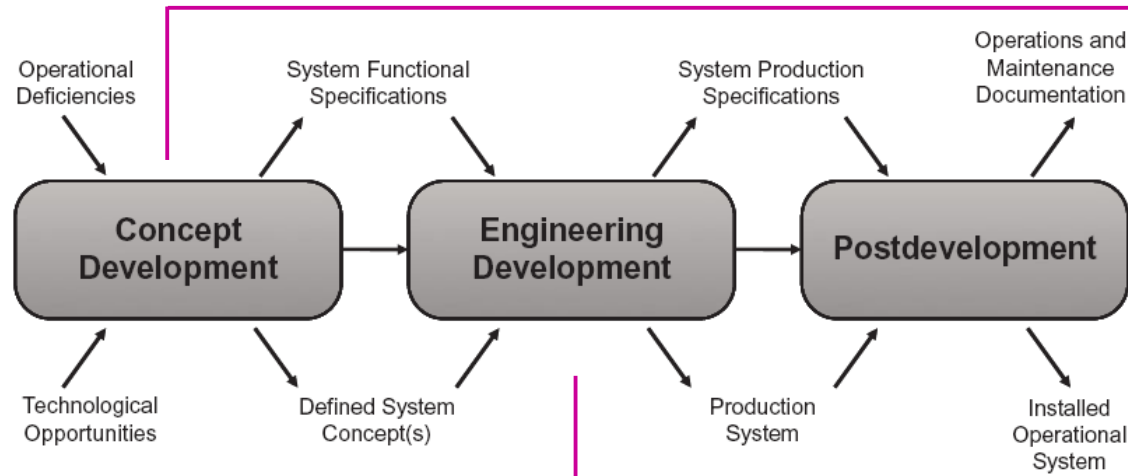 Operational
Deficiencies
System Functional
Specifications
System Production
Specifications
Operations and
Maintenance
Documentation
Concept
Development
Engineering
Development
Postdevelopment
Technological
Opportunities
Defined System
Concept(s)
Production
System
Installed
Operational
System